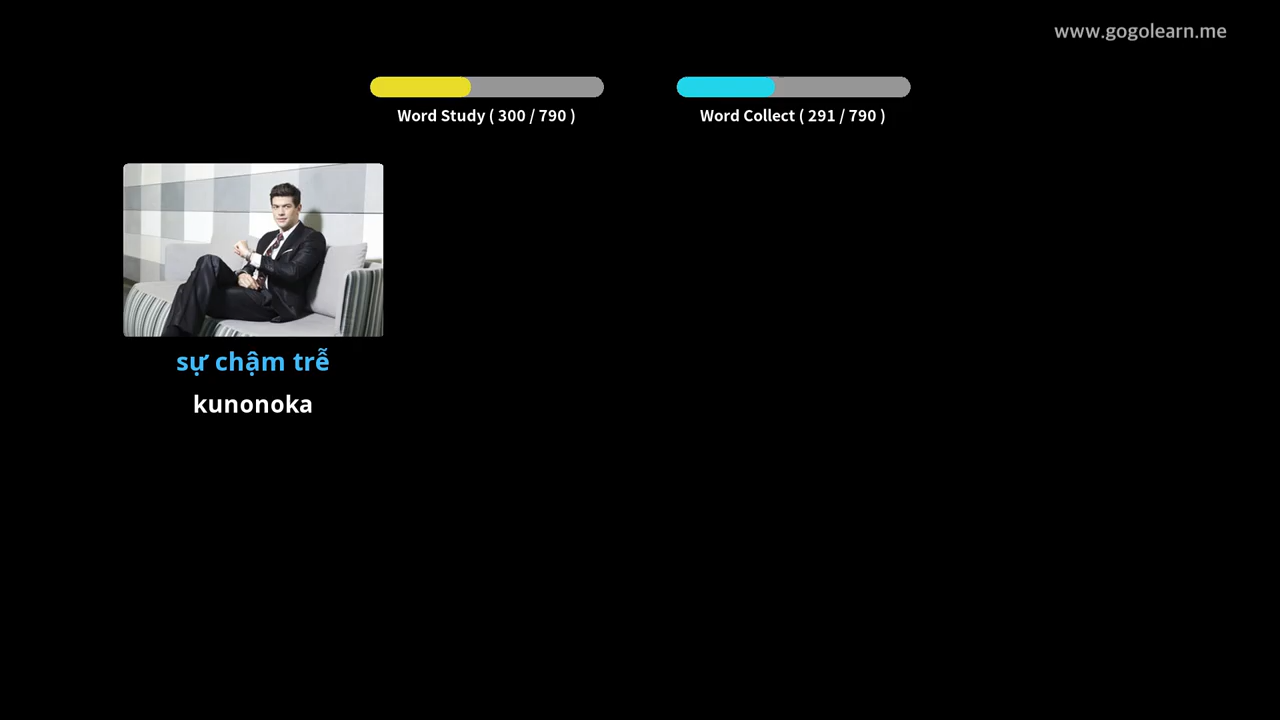 www.gogolearn.me
Word Study ( 300 / 790 )
Word Collect ( 291 / 790 )
sự chậm trễ
kunonoka